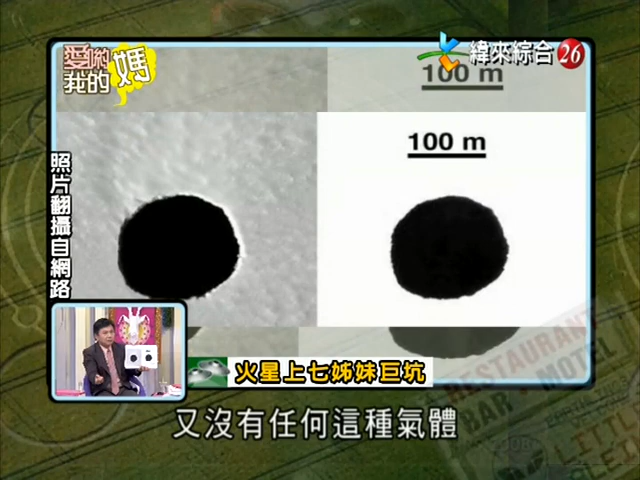 愛喲
我的
媽
緯來綜合 26
100 m
100 m
照片翻攝自網路
火星上七姊妹巨坑
又沒有任何這種氣體
RESTAURANT
BAR
MOTEL